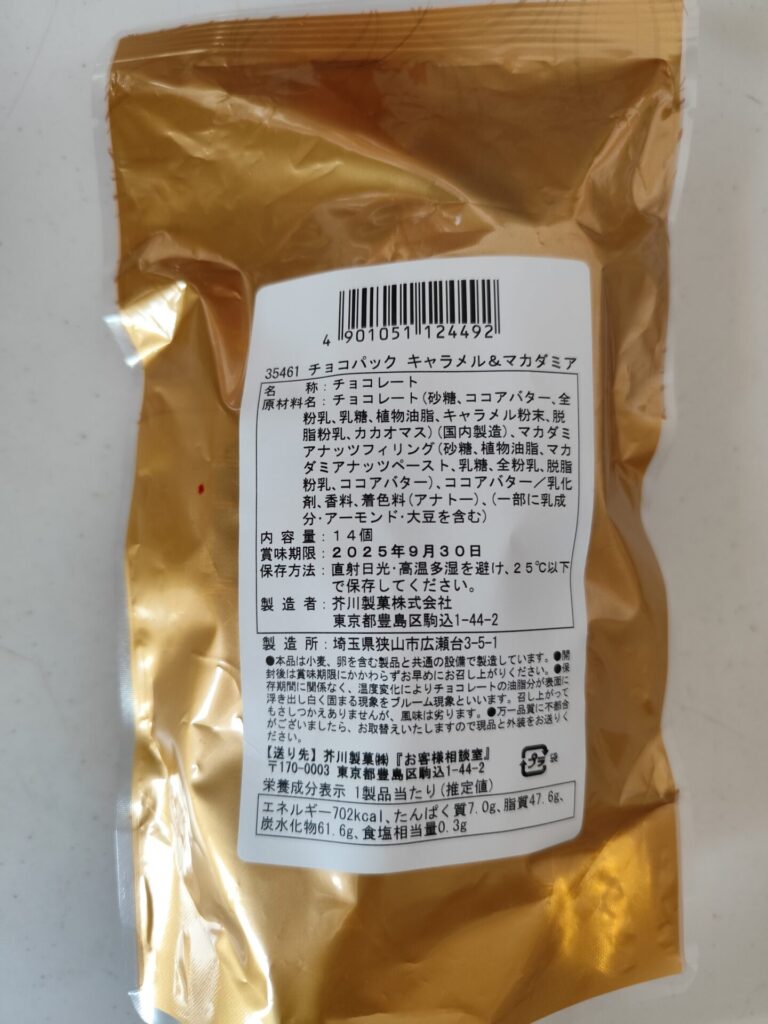 4 901051 124492
35461 チョコパック キャラメル&マカダミア
名　　称：チョコレート
原材料名：チョコレート(砂糖、ココアバター、全
粉乳、乳糖、植物油脂、キャラメル粉末、脱
脂粉乳、カカオマス)(国内製造)、マカダミ
アナッツフィリング(砂糖、植物油脂、マカ
ダミアナッツペースト、乳糖、全粉乳、脱脂
粉乳、ココアバター)、ココアバター／乳化
剤、香料、着色料(アナトー)、(一部に乳成
分・アーモンド・大豆を含む)
内 容 量：14個
賞味期限：2025年9月30日
保存方法：直射日光・高温多湿を避け、25℃以下
で保存してください。
製 造 者：芥川製菓株式会社
東京都豊島区駒込1-44-2
製 造 所：埼玉県狭山市広瀬台3-5-1
●本品は小麦、卵を含む製品と共通の設備で製造しています。●開
封後は賞味期限にかかわらずお早めにお召し上がりください。●保
存期間に関係なく、温度変化によりチョコレートの油脂分が表面に
浮き出し白く固まる現象をブルーム現象といいます。召し上がって
もさしつかえありませんが、風味は劣ります。●万一品質に不都合
がございましたら、お取替えいたしますので現品と外装をお送りく
ださい。
【送り先】芥川製菓㈱『お客様相談室』
〒170-0003 東京都豊島区駒込1-44-2
プラ 袋
栄養成分表示 1製品当たり(推定値)
エネルギー702kcal、たんぱく質7.0g、脂質47.6g、
炭水化物61.6g、食塩相当量0.3g